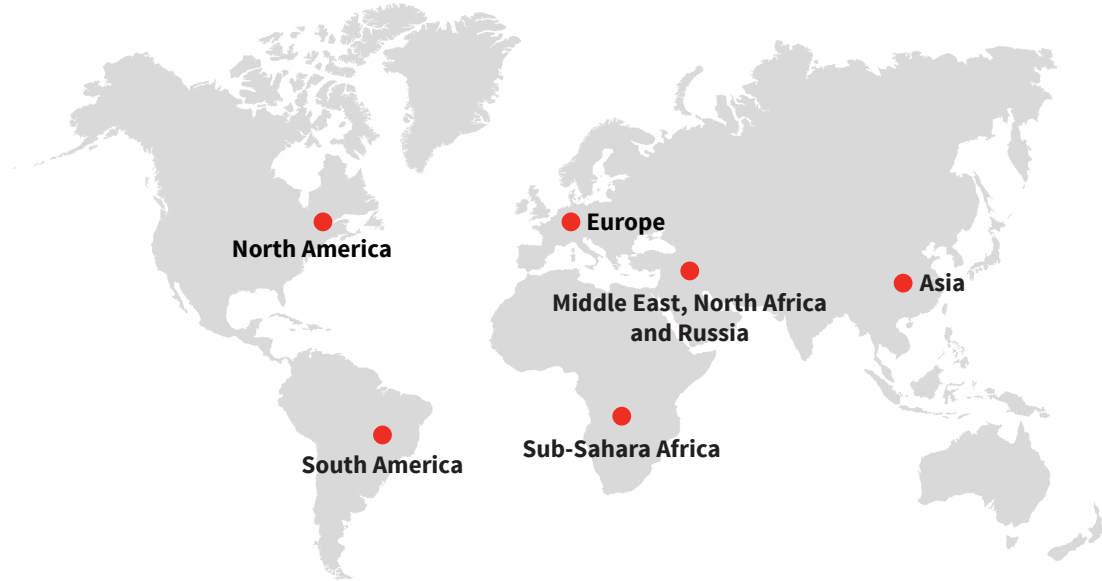 Europe
North America
Asia
Middle East, North Africa
and Russia
Sub-Sahara Africa
South America